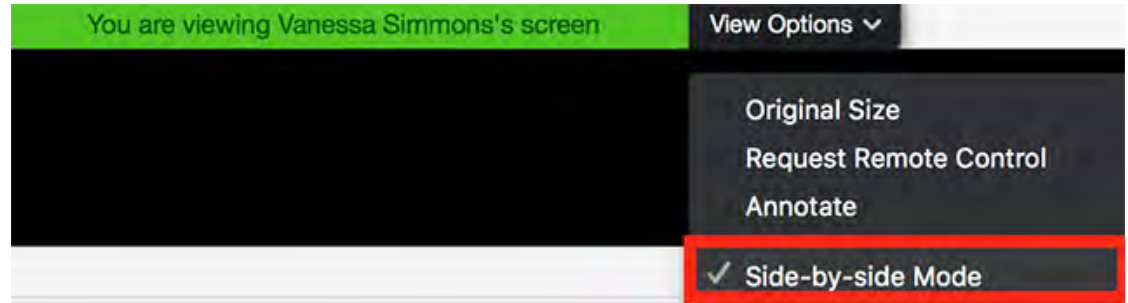 You are viewing Vanessa Simmons's screen View Options
Original Size
Request Remote Control
Annotate
✓ Side-by-side Mode